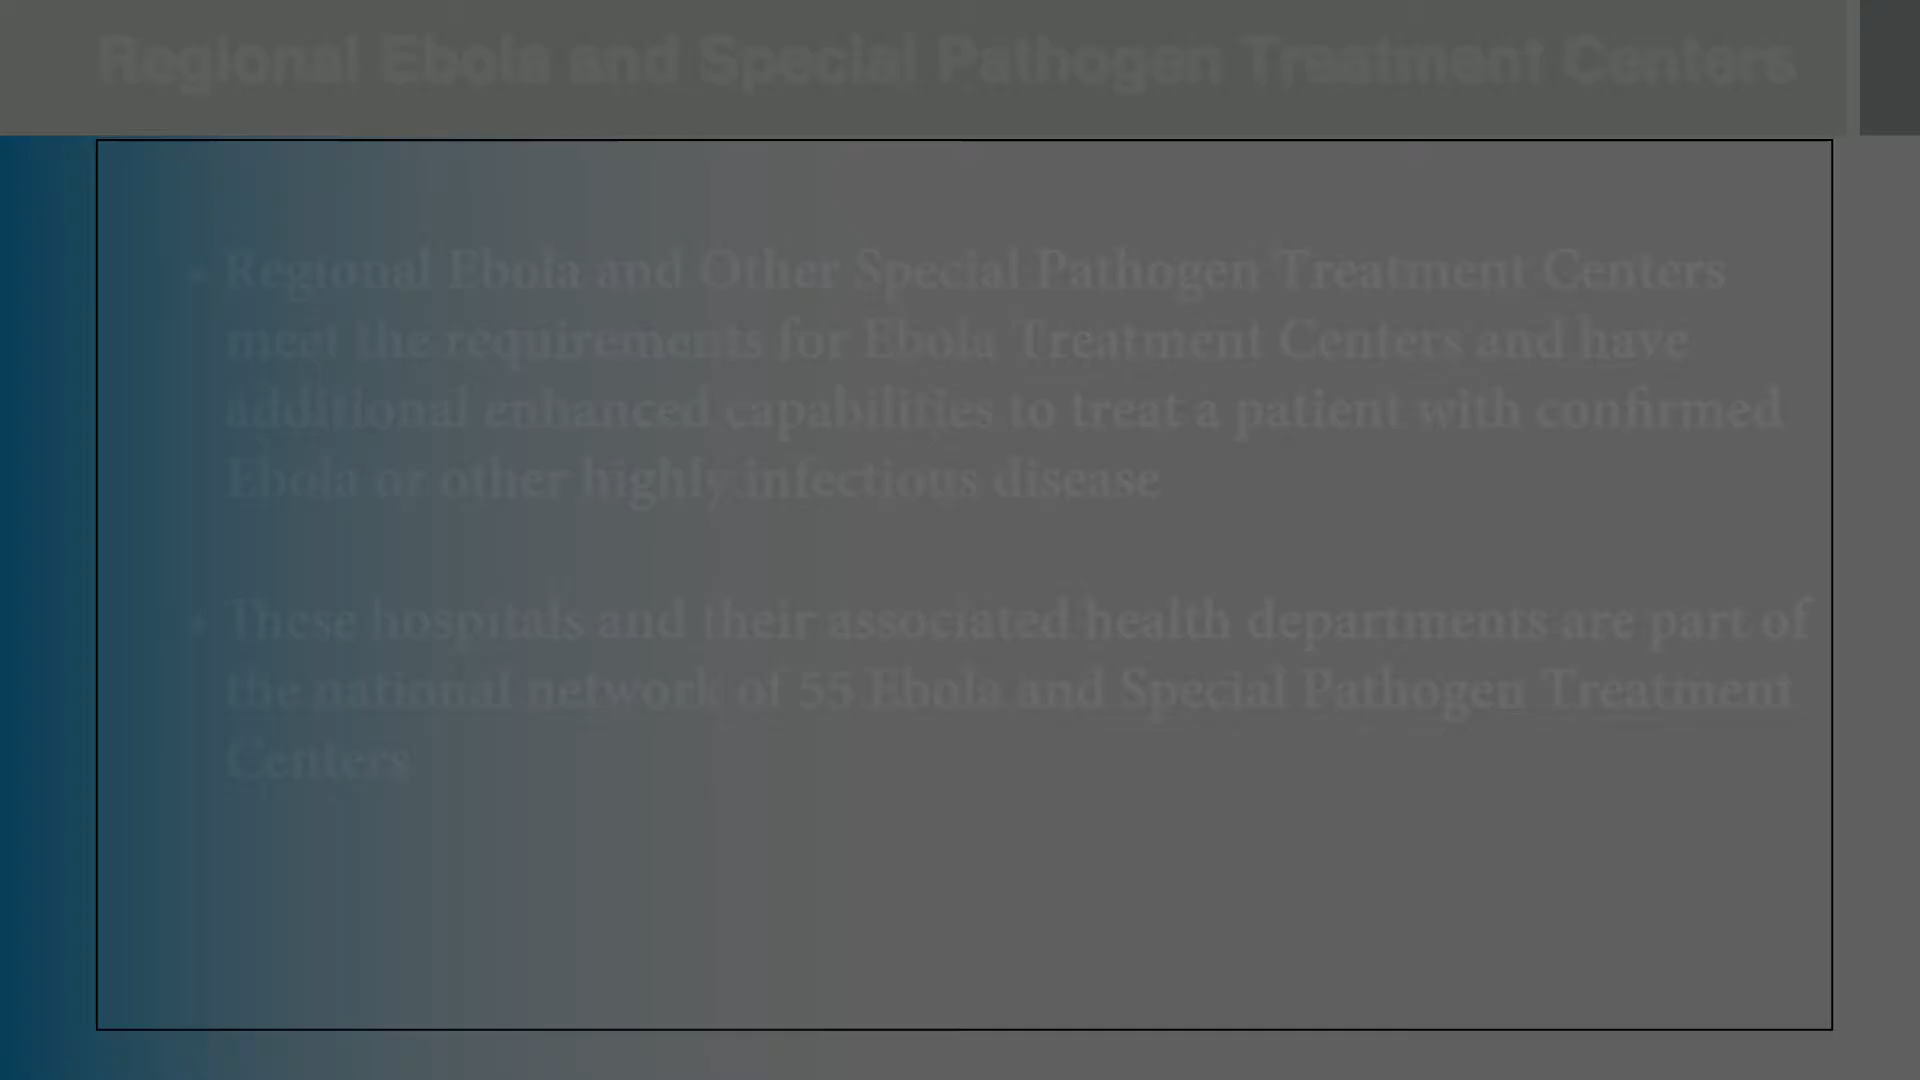 Regional Ebola and Special Pathogen Treatment Centers
• Regional Ebola and Other Special Pathogen Treatment Centers
meet the requirements for Ebola Treatment Centers and have
additional enhanced capabilities to treat a patient with confirmed
Ebola or other highly infectious disease
• These hospitals and their associated health departments are part of
the national network of 55 Ebola and Special Pathogen Treatment
Centers